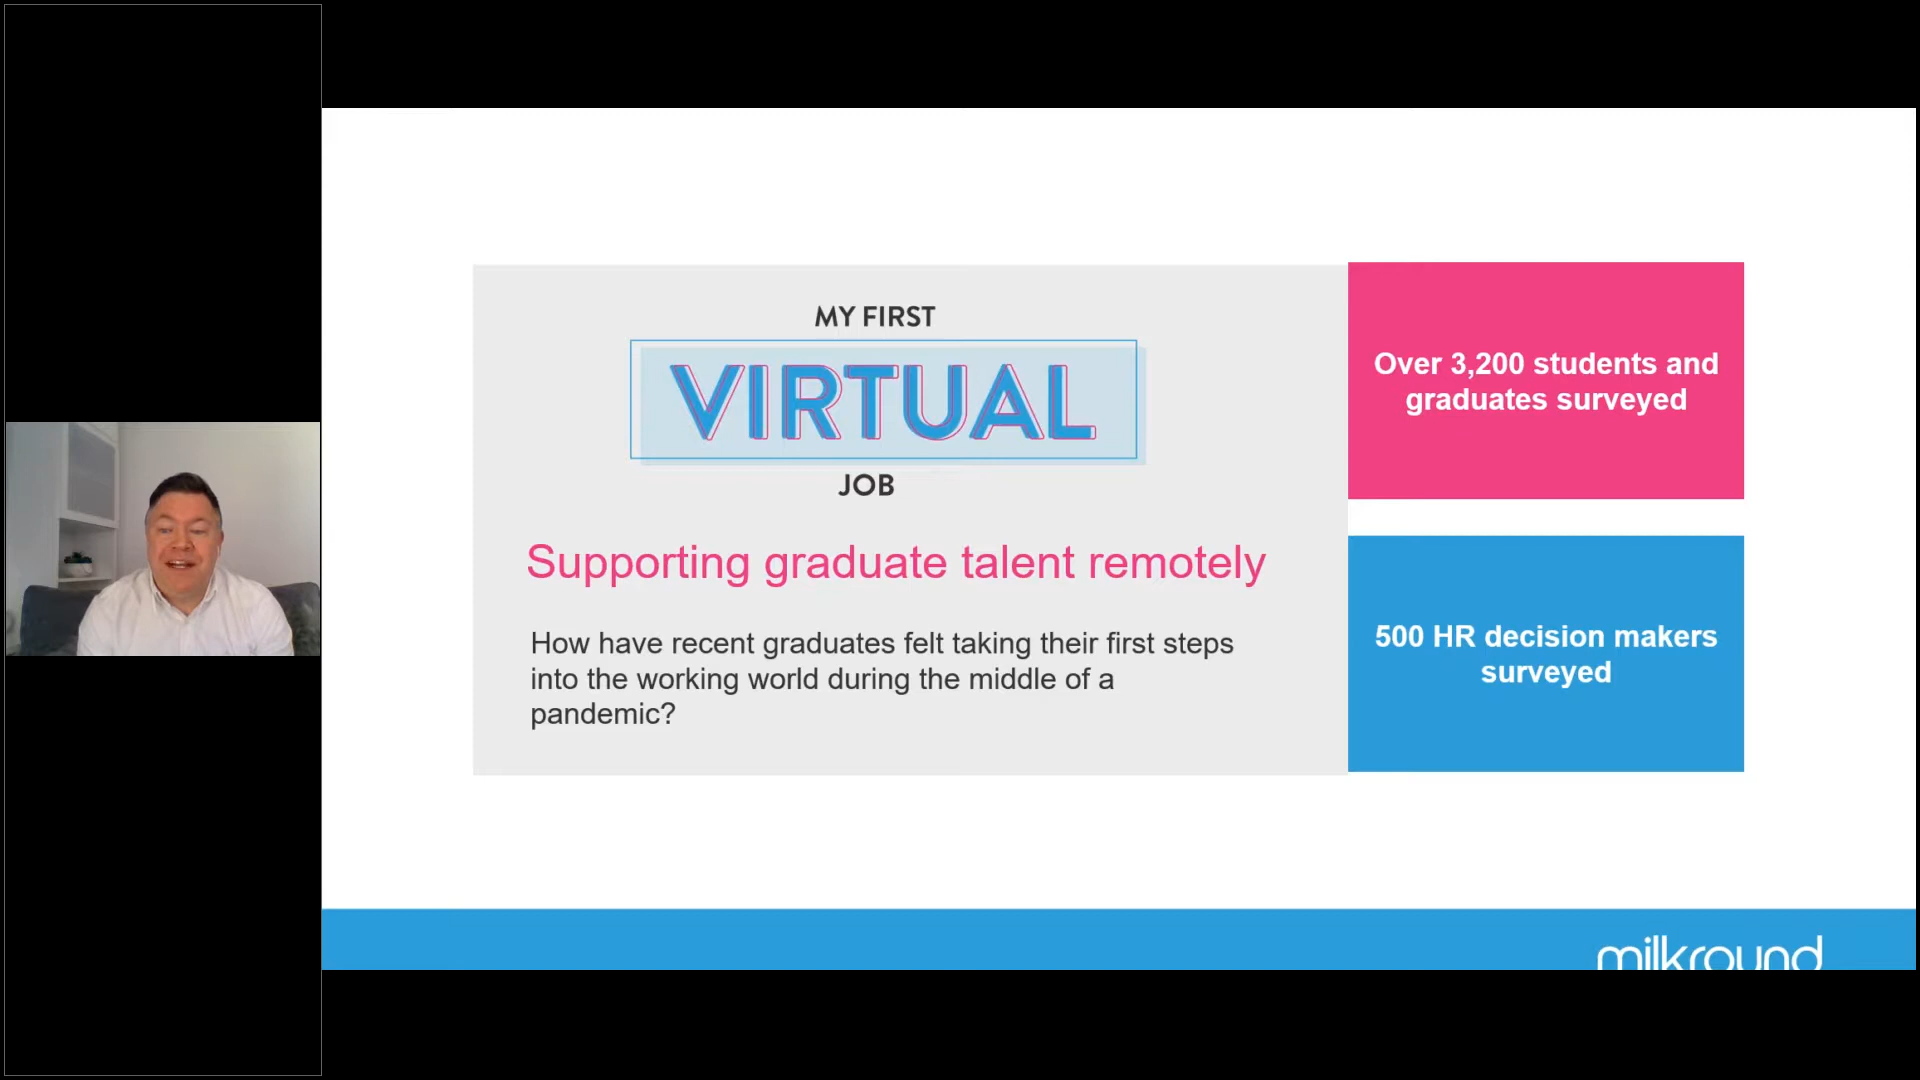 MY FIRST
VIRTUAL
JOB
Supporting graduate talent remotely
How have recent graduates felt taking their first steps
into the working world during the middle of a
pandemic?
Over 3,200 students and
graduates surveyed
500 HR decision makers
surveyed
milkround